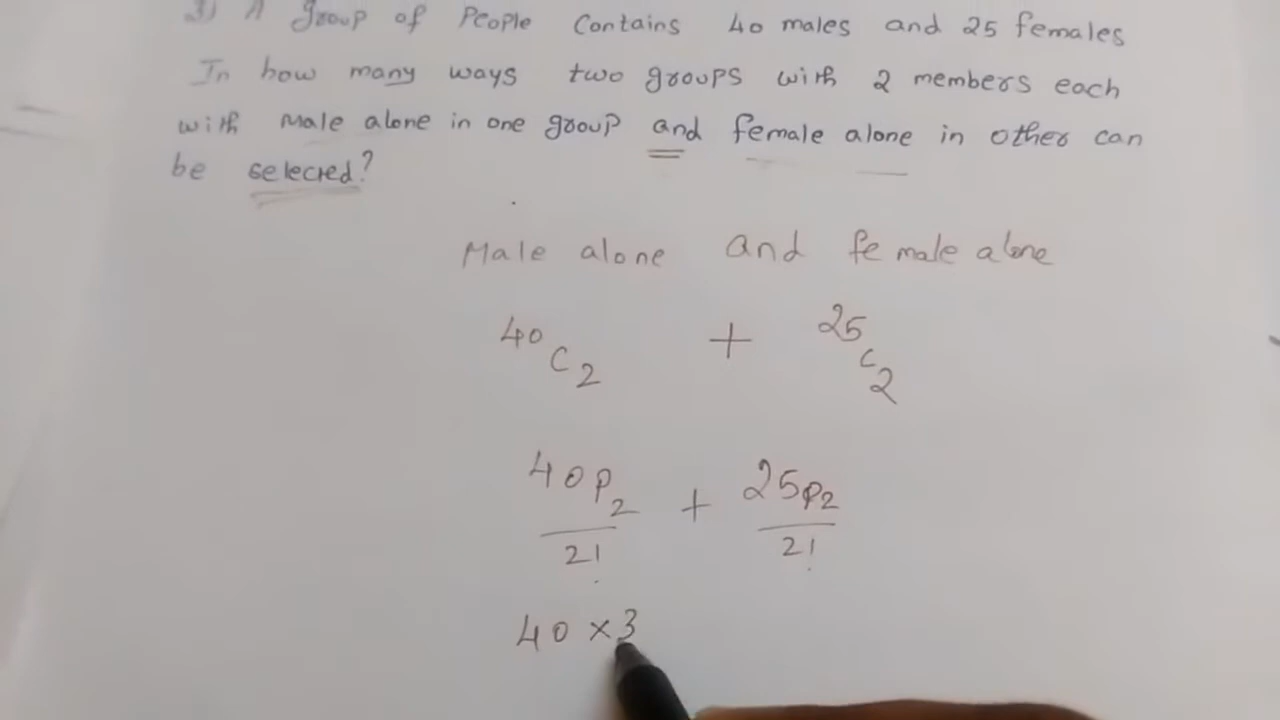 3) A group of People Contains 40 males and 25 females
In how many ways two groups with 2 members each
with Male alone in one group and female alone in other can
be selected?
Male alone and female alone
40C2 + 25C2
40P2/2! + 25P2/2!
40 × 3